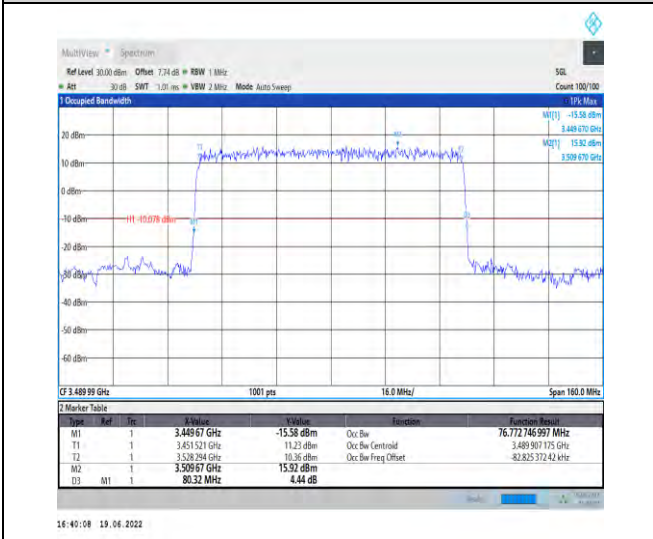 MultiView Spectrum
Ref Level 30.00 dBm Offset 7.74 dB RBW 1 MHz SGL
Att 30 dB SWT 1.01 ms VBW 2 MHz Mode Auto Sweep Count 100/100
1 Occupied Bandwidth 1Pk Max
M1[1] -15.58 dBm
3.449 670 GHz
20 dBm
M2[1] 15.92 dBm
3.509 670 GHz
10 dBm
0 dBm
-10 dBm H1 -10.078 dBm
-20 dBm
-30 dBm
-40 dBm
-50 dBm
-60 dBm
CF 3.489 99 GHz 1001 pts 16.0 MHz/ Span 160.0 MHz
2 Marker Table
Type Ref Trc X-Value Y-Value Function Function Result
M1 1 3.449 67 GHz -15.58 dBm Occ Bw 76.772 746 997 MHz
T1 1 3.451 521 GHz 11.23 dBm Occ Bw Centroid 3.489 907 175 GHz
T2 1 3.528 294 GHz 10.36 dBm Occ Bw Freq Offset -82.825 372 42 kHz
M2 1 3.509 67 GHz 15.92 dBm
D3 M1 1 80.32 MHz 4.44 dB
16:40:08 19.06.2022